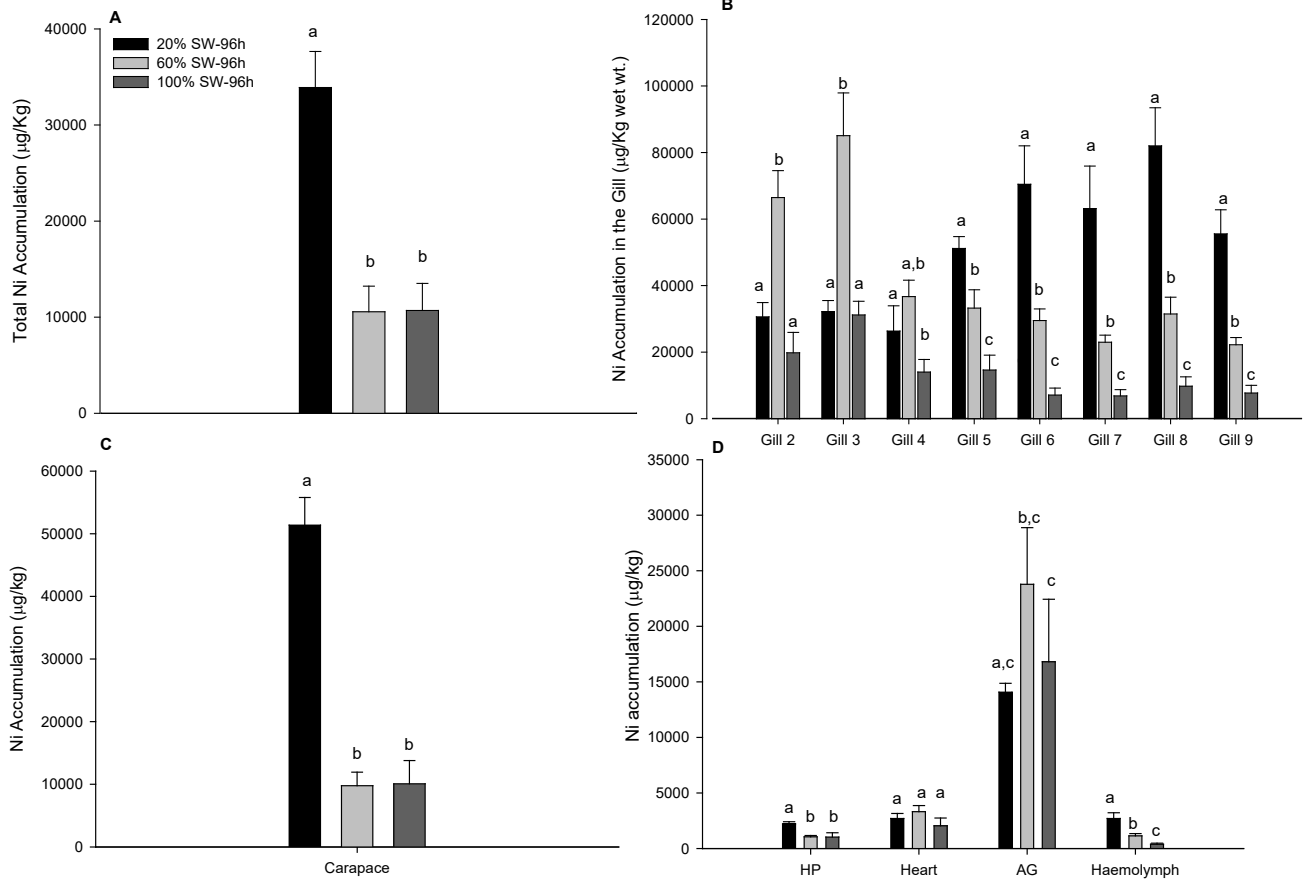 A
Total Ni Accumulation (µg/Kg)
40000
30000
20000
10000
0
20% SW-96h
60% SW-96h
100% SW-96h
a
b
b
B
Ni Accumulation in the Gill (µg/Kg wet wt.)
120000
100000
80000
60000
40000
20000
0
a
b
a
a
b
a
a
a,b
b
a
b
c
a
b
c
a
b
c
a
b
c
a
b
c
Gill 2
Gill 3
Gill 4
Gill 5
Gill 6
Gill 7
Gill 8
Gill 9
C
Ni Accumulation (µg/kg)
60000
50000
40000
30000
20000
10000
0
a
b
b
Carapace
D
Ni accumulation (µg/kg)
35000
30000
25000
20000
15000
10000
5000
0
a
b
b
a
a
a
a,c
b,c
c
a
b
c
HP
Heart
AG
Haemolymph